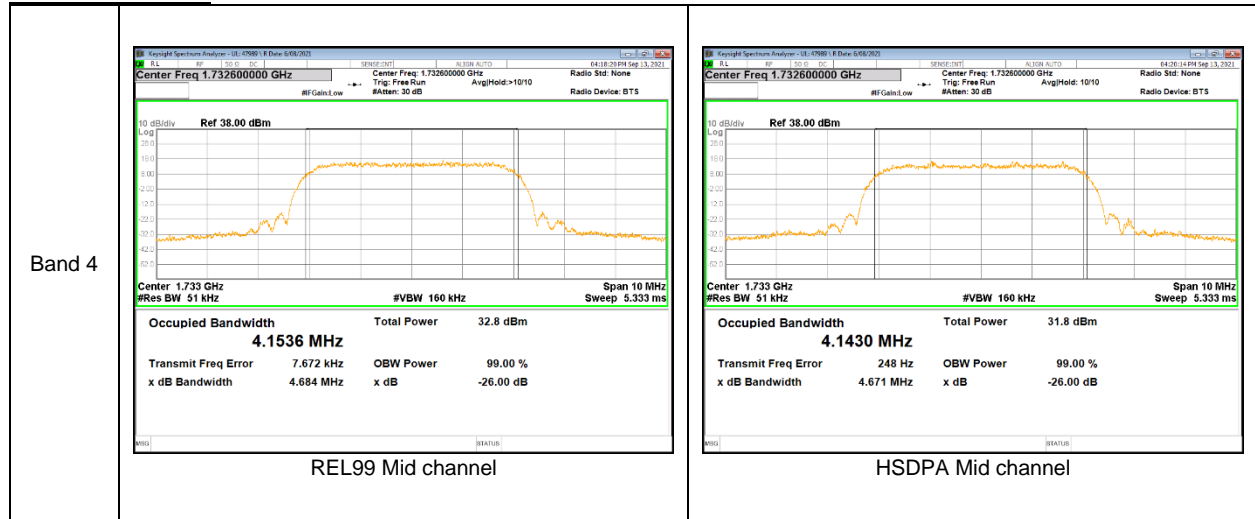 Band 4
Keysight Spectrum Analyzer - UL: 47989 \ R Date: 6/08/2021
RL RF 50 Ω DC SENSE:INT ALIGN AUTO 04:18:28 PM Sep 13, 2021
Center Freq 1.732600000 GHz
Center Freq: 1.732600000 GHz Radio Std: None
Trig: Free Run Avg|Hold:>10/10
#IFGain:Low #Atten: 30 dB Radio Device: BTS
10 dB/div Ref 38.00 dBm
Log
28.0
18.0
8.00
-2.00
-12.0
-22.0
-32.0
-42.0
-52.0
Center 1.733 GHz Span 10 MHz
#Res BW 51 kHz #VBW 160 kHz Sweep 5.333 ms
Occupied Bandwidth Total Power 32.8 dBm
4.1536 MHz
Transmit Freq Error 7.672 kHz OBW Power 99.00 %
x dB Bandwidth 4.684 MHz x dB -26.00 dB
MSG STATUS
REL99 Mid channel
Keysight Spectrum Analyzer - UL: 47989 \ R Date: 6/08/2021
RL RF 50 Ω DC SENSE:INT ALIGN AUTO 04:20:14 PM Sep 13, 2021
Center Freq 1.732600000 GHz
Center Freq: 1.732600000 GHz Radio Std: None
Trig: Free Run Avg|Hold: 10/10
#IFGain:Low #Atten: 30 dB Radio Device: BTS
10 dB/div Ref 38.00 dBm
Log
28.0
18.0
8.00
-2.00
-12.0
-22.0
-32.0
-42.0
-52.0
Center 1.733 GHz Span 10 MHz
#Res BW 51 kHz #VBW 160 kHz Sweep 5.333 ms
Occupied Bandwidth Total Power 31.8 dBm
4.1430 MHz
Transmit Freq Error 248 Hz OBW Power 99.00 %
x dB Bandwidth 4.671 MHz x dB -26.00 dB
MSG STATUS
HSDPA Mid channel